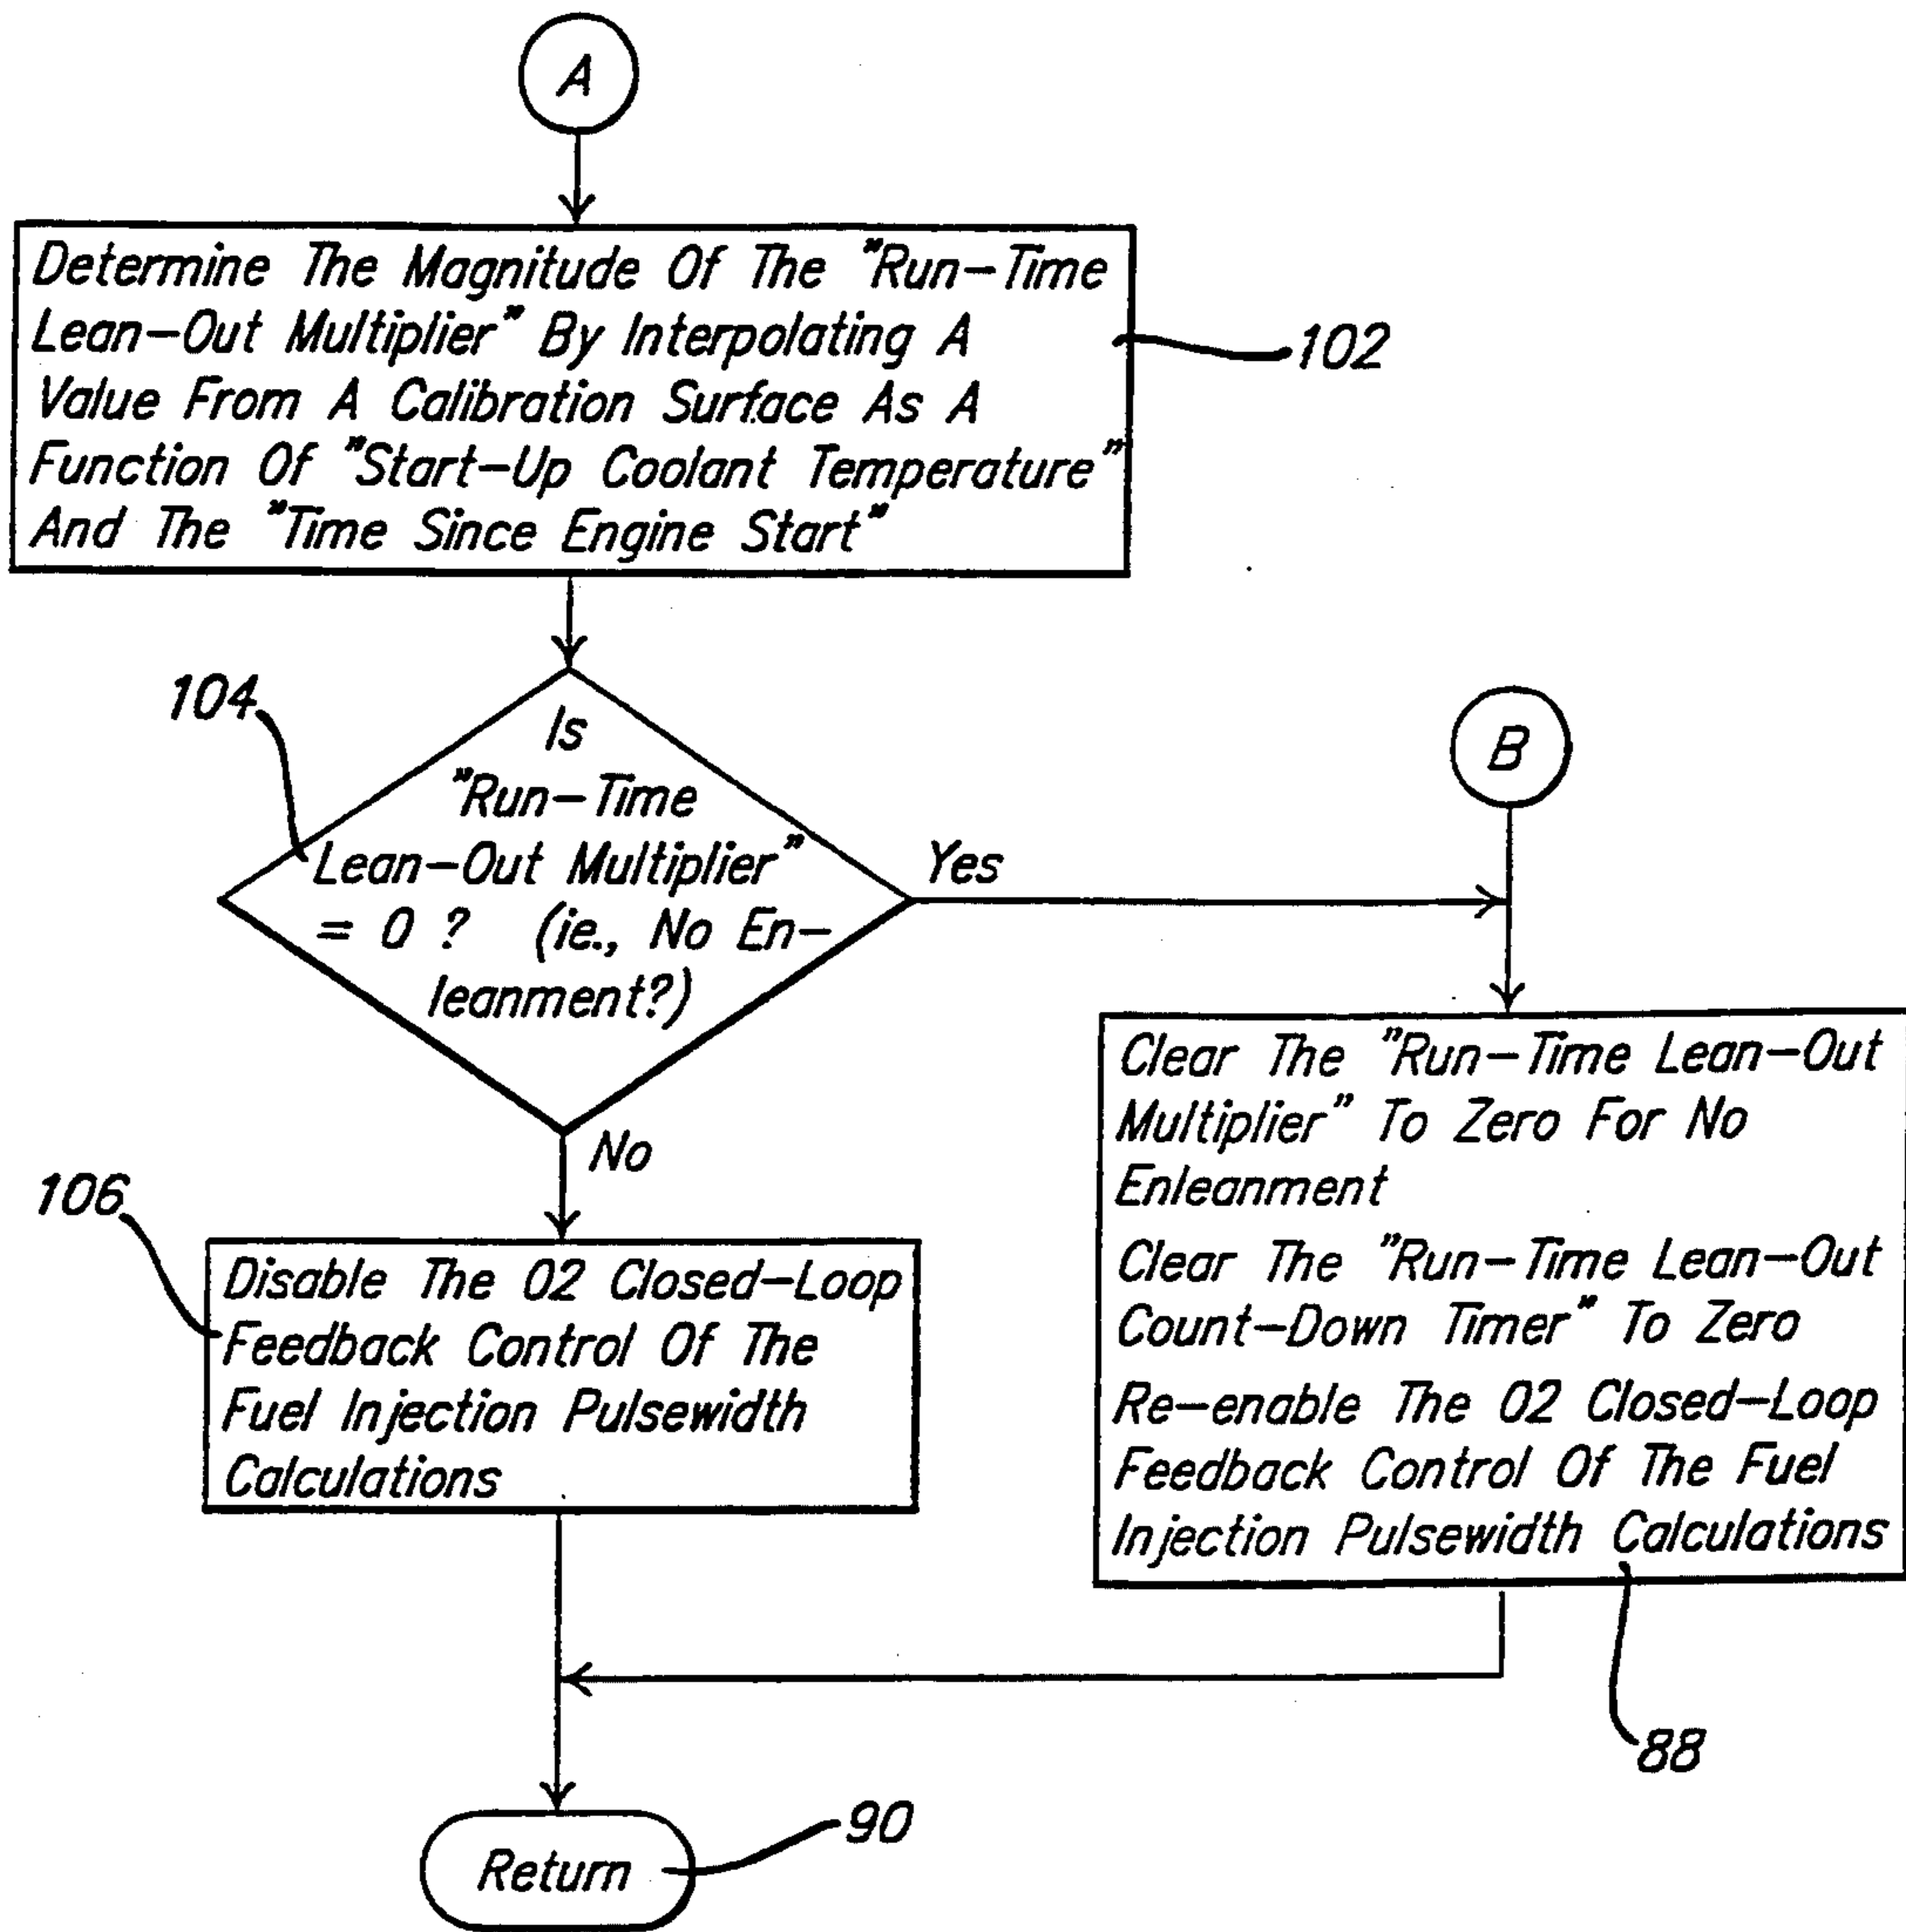 A
Determine The Magnitude Of The "Run-Time
Lean-Out Multiplier" By Interpolating A
Value From A Calibration Surface As A
Function Of "Start-Up Coolant Temperature"
And The "Time Since Engine Start"
102
104
Is
"Run-Time
Lean-Out Multiplier"
= 0 ? (ie., No En-
leanment?)
Yes
No
B
106
Disable The O2 Closed-Loop
Feedback Control Of The
Fuel Injection Pulsewidth
Calculations
Clear The "Run-Time Lean-Out
Multiplier" To Zero For No
Enleanment
Clear The "Run-Time Lean-Out
Count-Down Timer" To Zero
Re-enable The O2 Closed-Loop
Feedback Control Of The Fuel
Injection Pulsewidth Calculations
88
90
Return